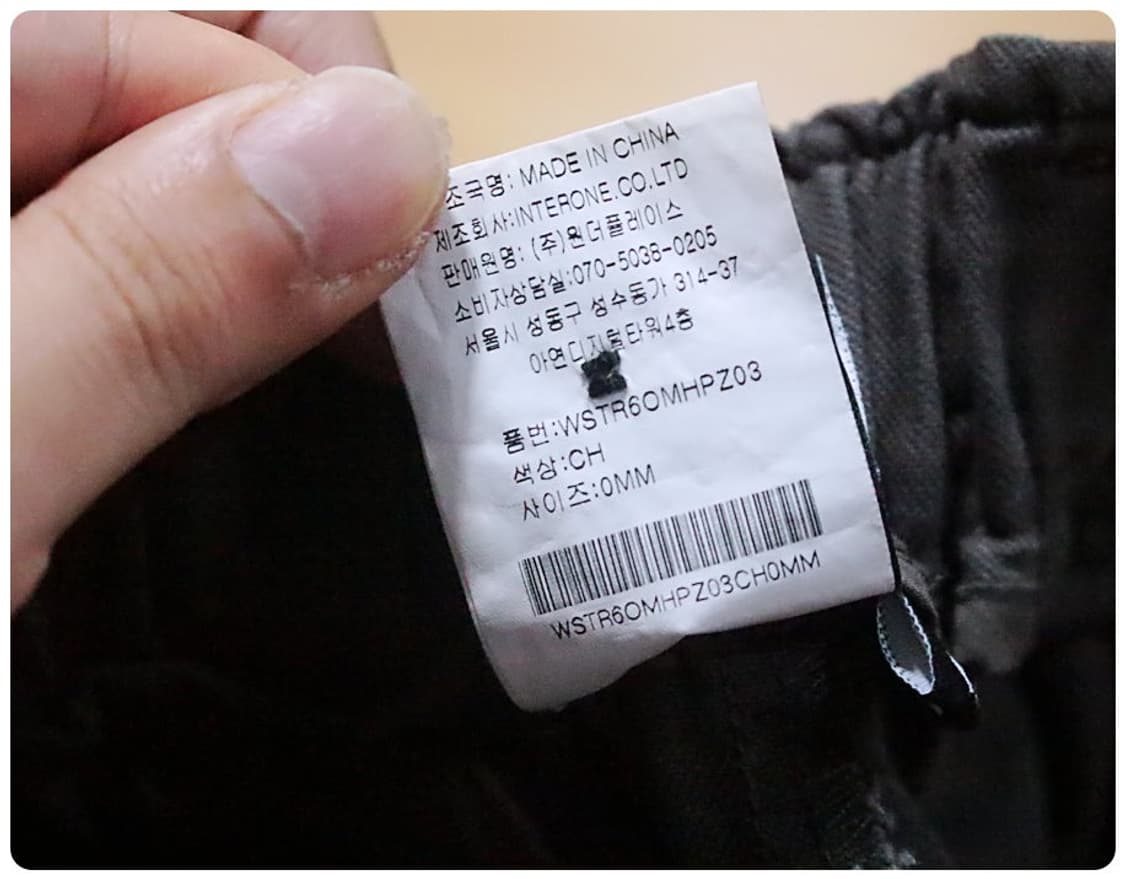 조국명: MADE IN CHINA
제조회사:INTERONE.CO.LTD
판매원명: (주)원더플레이스
소비자상담실:070-5038-0205
서울시 성동구 성수동가 314-37
아연디지털타워4층
품번:WSTR6OMHPZ03
색상:CH
사이즈:0MM
WSTR6OMHPZ03CH0MM